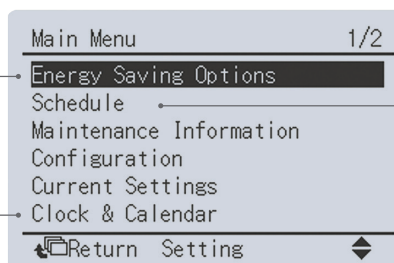 Main Menu 1/2
Energy Saving Options
Schedule
Maintenance Information
Configuration
Current Settings
Clock & Calendar
Return Setting